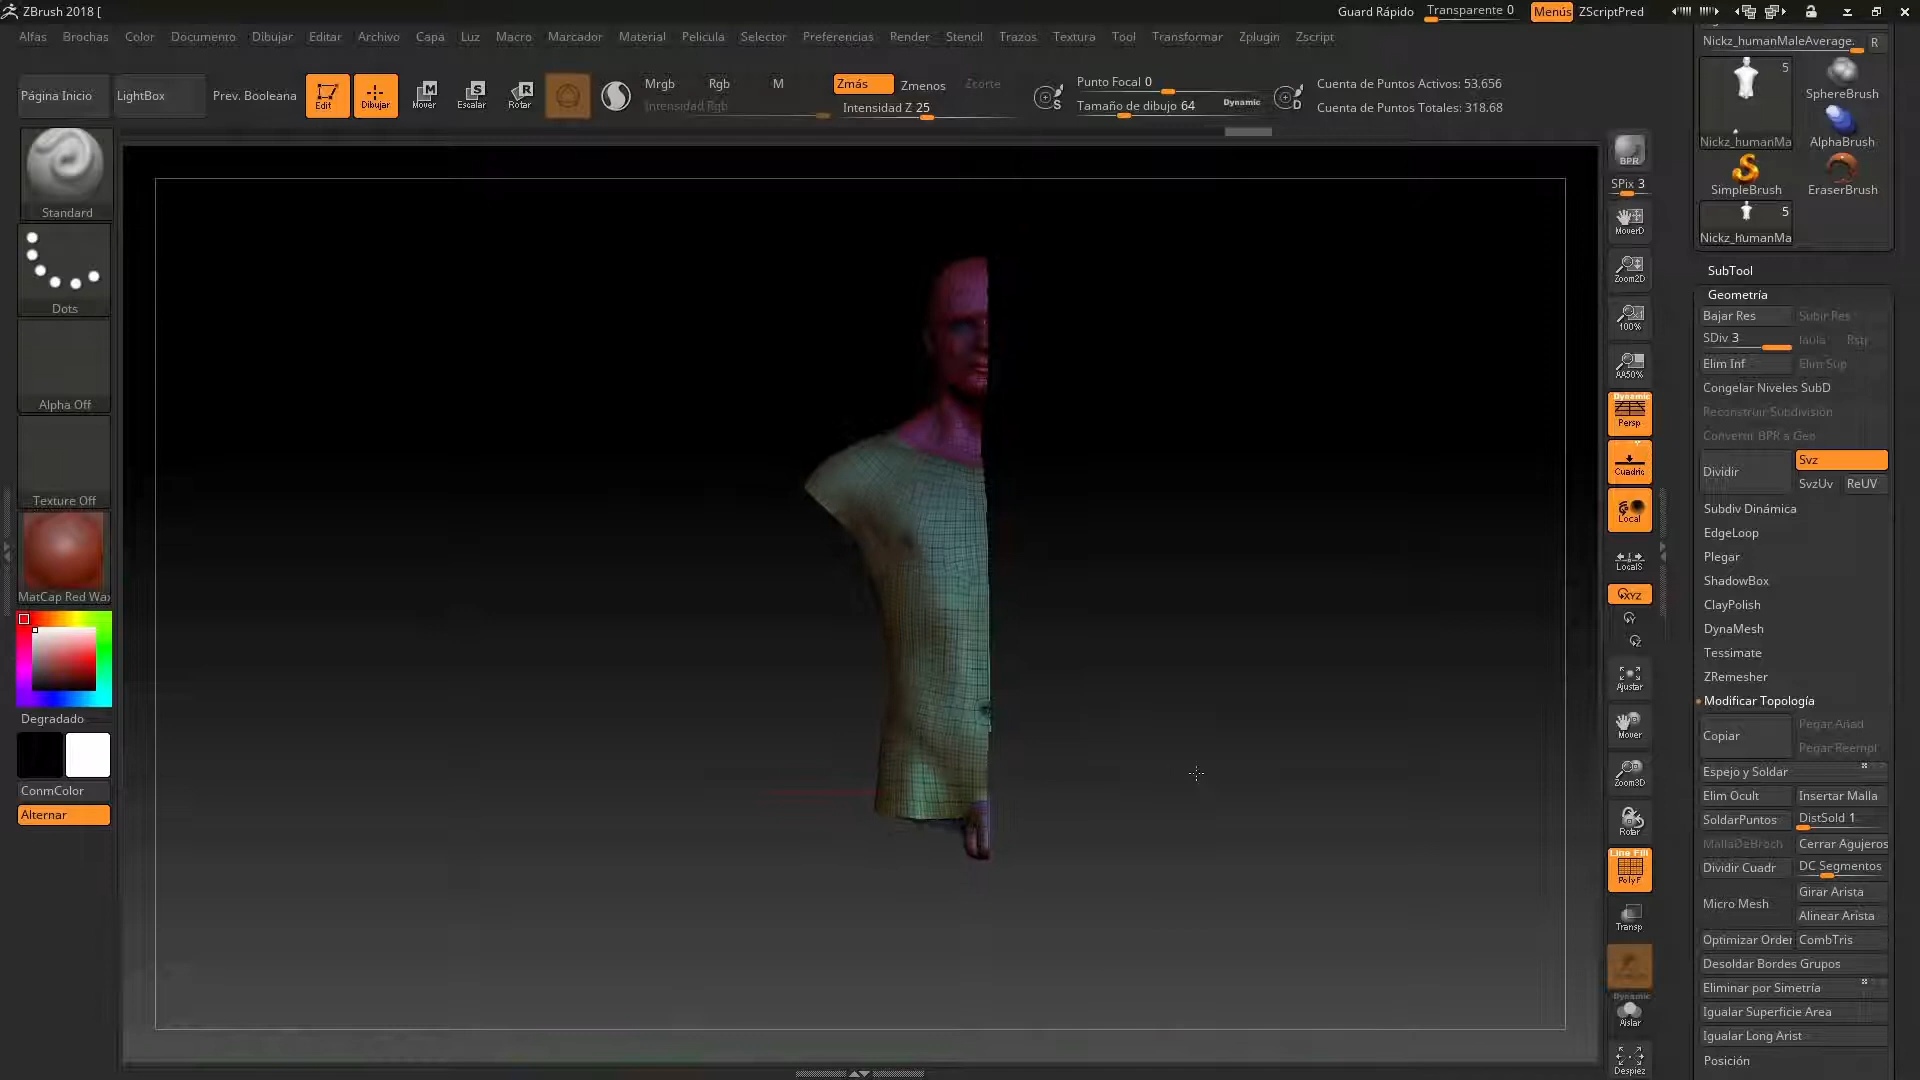 ZBrush 2018 [
Guard Rápido
Transparente 0
Menús
ZScriptPred
Alfas
Brochas
Color
Documento
Dibujar
Editar
Archivo
Capa
Luz
Macro
Marcador
Material
Pelicula
Selector
Preferencias
Render
Stencil
Trazos
Textura
Tool
Transformar
Zplugin
Zscript
Página Inicio
LightBox
Prev. Booleana
Edit
Dibujar
Mover
Escalar
Rotar
Mrgb
Rgb
M
Intensidad Rgb
Zmás
Zmenos
Zcorte
Intensidad Z 25
Punto Focal 0
Tamaño de dibujo 64
Dynamic
Cuenta de Puntos Activos: 53,656
Cuenta de Puntos Totales: 318.68
Standard
Dots
Alpha Off
Texture Off
MatCap Red Wax
Degradado
ConmColor
Alternar
BPR
SPix 3
MoverD
Zoom2D
100%
AA50%
Dynamic
Persp
Cuadric
Local
LocalS
XYZ
Ajustar
Mover
Zoom3D
Rotar
Line Fill
PolyF
Transp
Dynamic
Aislar
Despiez
Nickz_humanMaleAverage.
R
5
Nickz_humanMa
SphereBrush
AlphaBrush
SimpleBrush
EraserBrush
5
Nickz_humanMa
SubTool
Geometría
Bajar Res
Subir Res
SDiv 3
Jaula
Rstr
Elim Inf
Elim Sup
Congelar Niveles SubD
Reconstruir Subdivisión
Convertir BPR a Geo
Dividir
Svz
SvzUv
ReUV
Subdiv Dinámica
EdgeLoop
Plegar
ShadowBox
ClayPolish
DynaMesh
Tessimate
ZRemesher
Modificar Topología
Copiar
Pegar Añad
Pegar Reempl
Espejo y Soldar
Elim Ocult
Insertar Malla
SoldarPuntos
DistSold 1
MallaDeBroch
Cerrar Agujeros
Dividir Cuadr
DC Segmentos
Micro Mesh
Girar Arista
Alinear Arista
Optimizar Order
CombTris
Desoldar Bordes Grupos
Eliminar por Simetría
Igualar Superficie Area
Igualar Long Arist
Posición